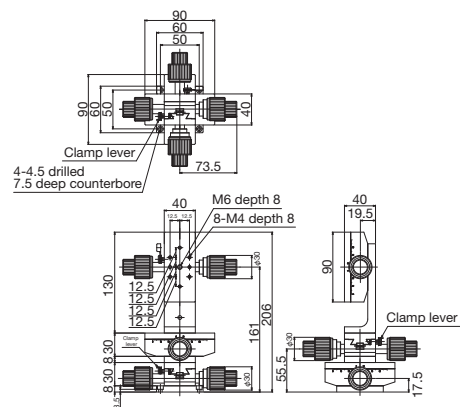 90
60
50
90
60
50
40
Clamp lever
4-4.5 drilled
7.5 deep counterbore
73.5
40
M6 depth 8
12.5
12.5
8-M4 depth 8
12.5
12.5
12.5
12.5
130
ϕ30
161
206
Clamp
lever
8
30
8
30
ϕ30
40
19.5
90
Clamp lever
ϕ30
55.5
17.5